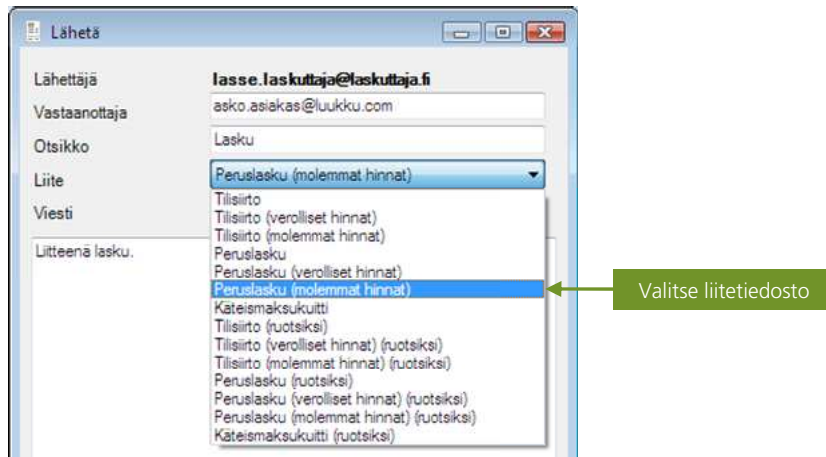 Lähetä
Lähettäjä lasse.laskuttaja@laskuttaja.fi
Vastaanottaja asko.asiakas@luukku.com
Otsikko Lasku
Liite Peruslasku (molemmat hinnat)
Viesti
Tilisiirto
Tilisiirto (verolliset hinnat)
Tilisiirto (molemmat hinnat)
Liitteenä lasku.
Peruslasku
Peruslasku (verolliset hinnat)
Peruslasku (molemmat hinnat)
Valitse liitetiedosto
Käteismaksukuitti
Tilisiirto (ruotsiksi)
Tilisiirto (verolliset hinnat) (ruotsiksi)
Tilisiirto (molemmat hinnat) (ruotsiksi)
Peruslasku (ruotsiksi)
Peruslasku (verolliset hinnat) (ruotsiksi)
Peruslasku (molemmat hinnat) (ruotsiksi)
Käteismaksukuitti (ruotsiksi)